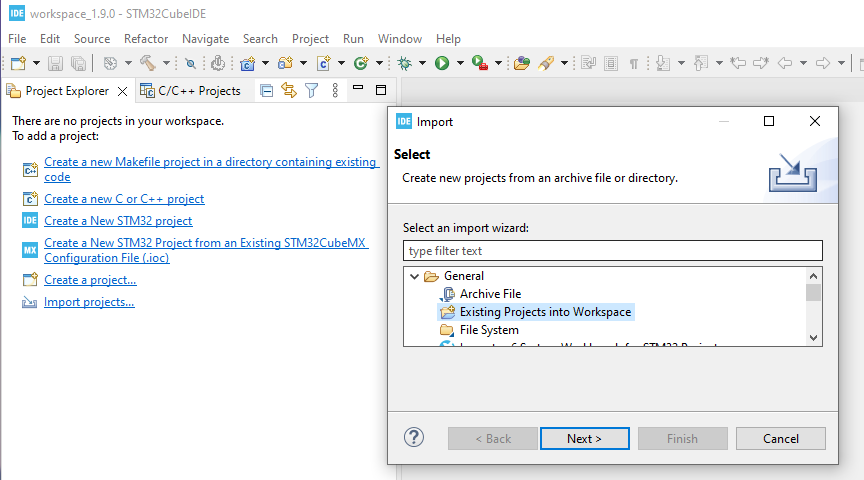 IDE workspace_1.9.0 - STM32CubeIDE
File Edit Source Refactor Navigate Search Project Run Window Help
Project Explorer C/C++ Projects
There are no projects in your workspace.
To add a project:
Create a new Makefile project in a directory containing existing
code
Create a new C or C++ project
IDE Create a New STM32 project
MX Create a New STM32 Project from an Existing STM32CubeMX
Configuration File (.ioc)
Create a project...
Import projects...
IDE Import
Select
Create new projects from an archive file or directory.
Select an import wizard:
type filter text
General
Archive File
Existing Projects into Workspace
File System
? < Back Next > Finish Cancel